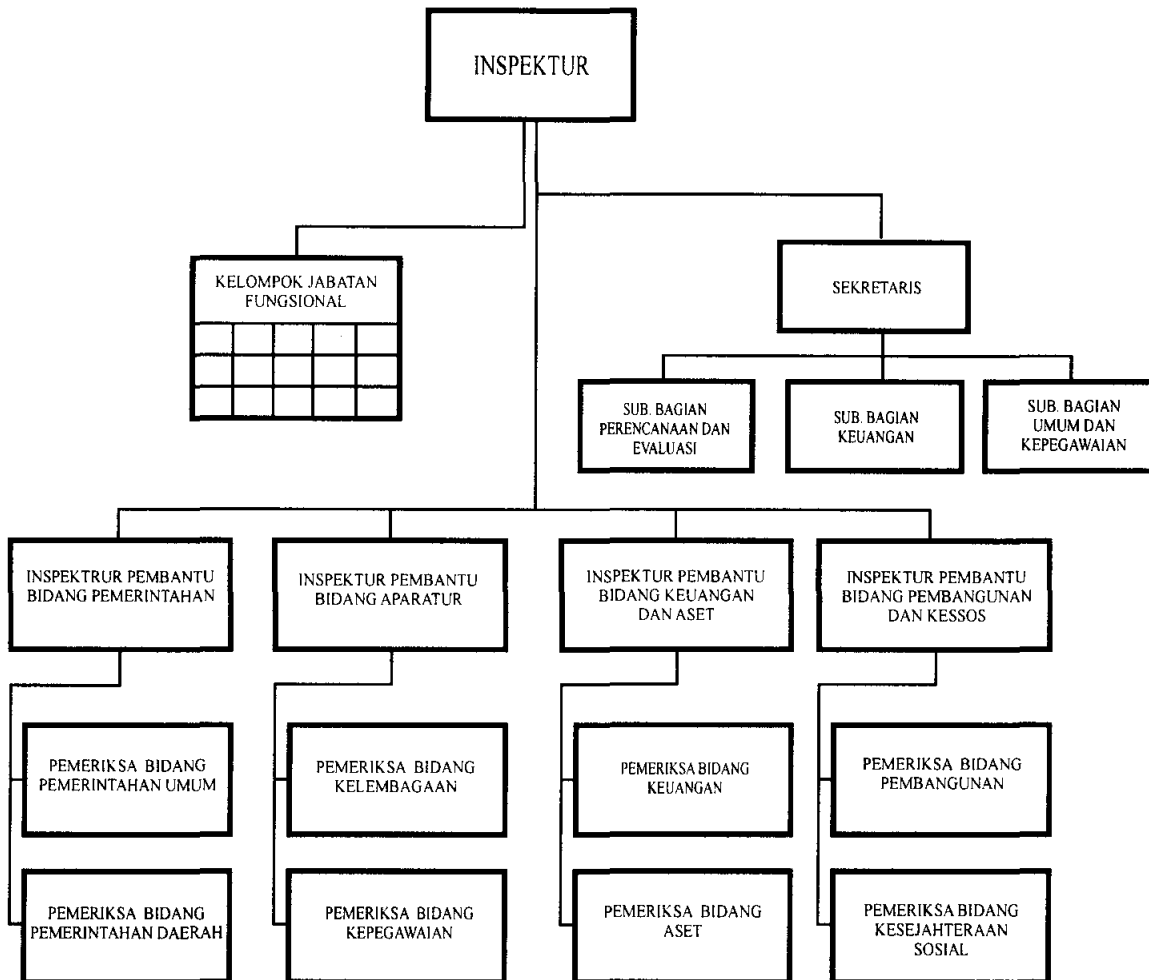 INSPEKTUR
KELOMPOK JABATAN
FUNGSIONAL
SEKRETARIS
SUB. BAGIAN
PERENCANAAN DAN
EVALUASI
SUB. BAGIAN
KEUANGAN
SUB. BAGIAN
UMUM DAN
KEPEGAWAIAN
INSPEKTRUR PEMBANTU
BIDANG PEMERINTAHAN
INSPEKTUR PEMBANTU
BIDANG APARATUR
INSPEKTUR PEMBANTU
BIDANG KEUANGAN
DAN ASET
INSPEKTUR PEMBANTU
BIDANG PEMBANGUNAN
DAN KESSOS
PEMERIKSA BIDANG
PEMERINTAHAN UMUM
PEMERIKSA BIDANG
KELEMBAGAAN
PEMERIKSA BIDANG
KEUANGAN
PEMERIKSA BIDANG
PEMBANGUNAN
PEMERIKSA BIDANG
PEMERINTAHAN DAERAH
PEMERIKSA BIDANG
KEPEGAWAIAN
PEMERIKSA BIDANG
ASET
PEMERIKSA BIDANG
KESEJAHTERAAN
SOSIAL